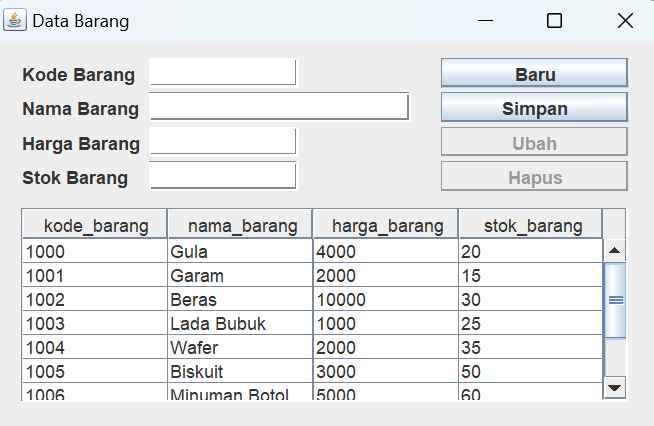 Data Barang
Kode Barang Baru
Nama Barang Simpan
Harga Barang Ubah
Stok Barang Hapus
kode_barang nama_barang harga_barang stok_barang
1000 Gula 4000 20
1001 Garam 2000 15
1002 Beras 10000 30
1003 Lada Bubuk 1000 25
1004 Wafer 2000 35
1005 Biskuit 3000 50
1006 Minuman Botol 5000 60